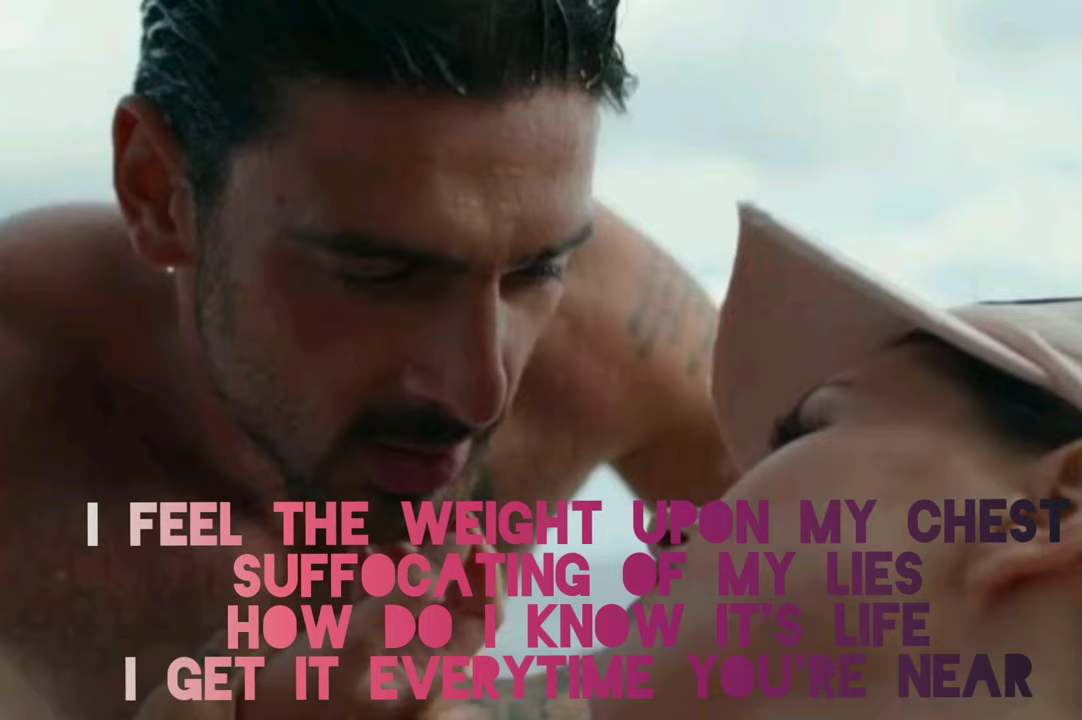 I FEEL THE WEIGHT UPON MY CHEST
SUFFOCATING OF MY LIES
HOW DO I KNOW IT'S LIFE
I GET IT EVERYTIME YOU'RE NEAR